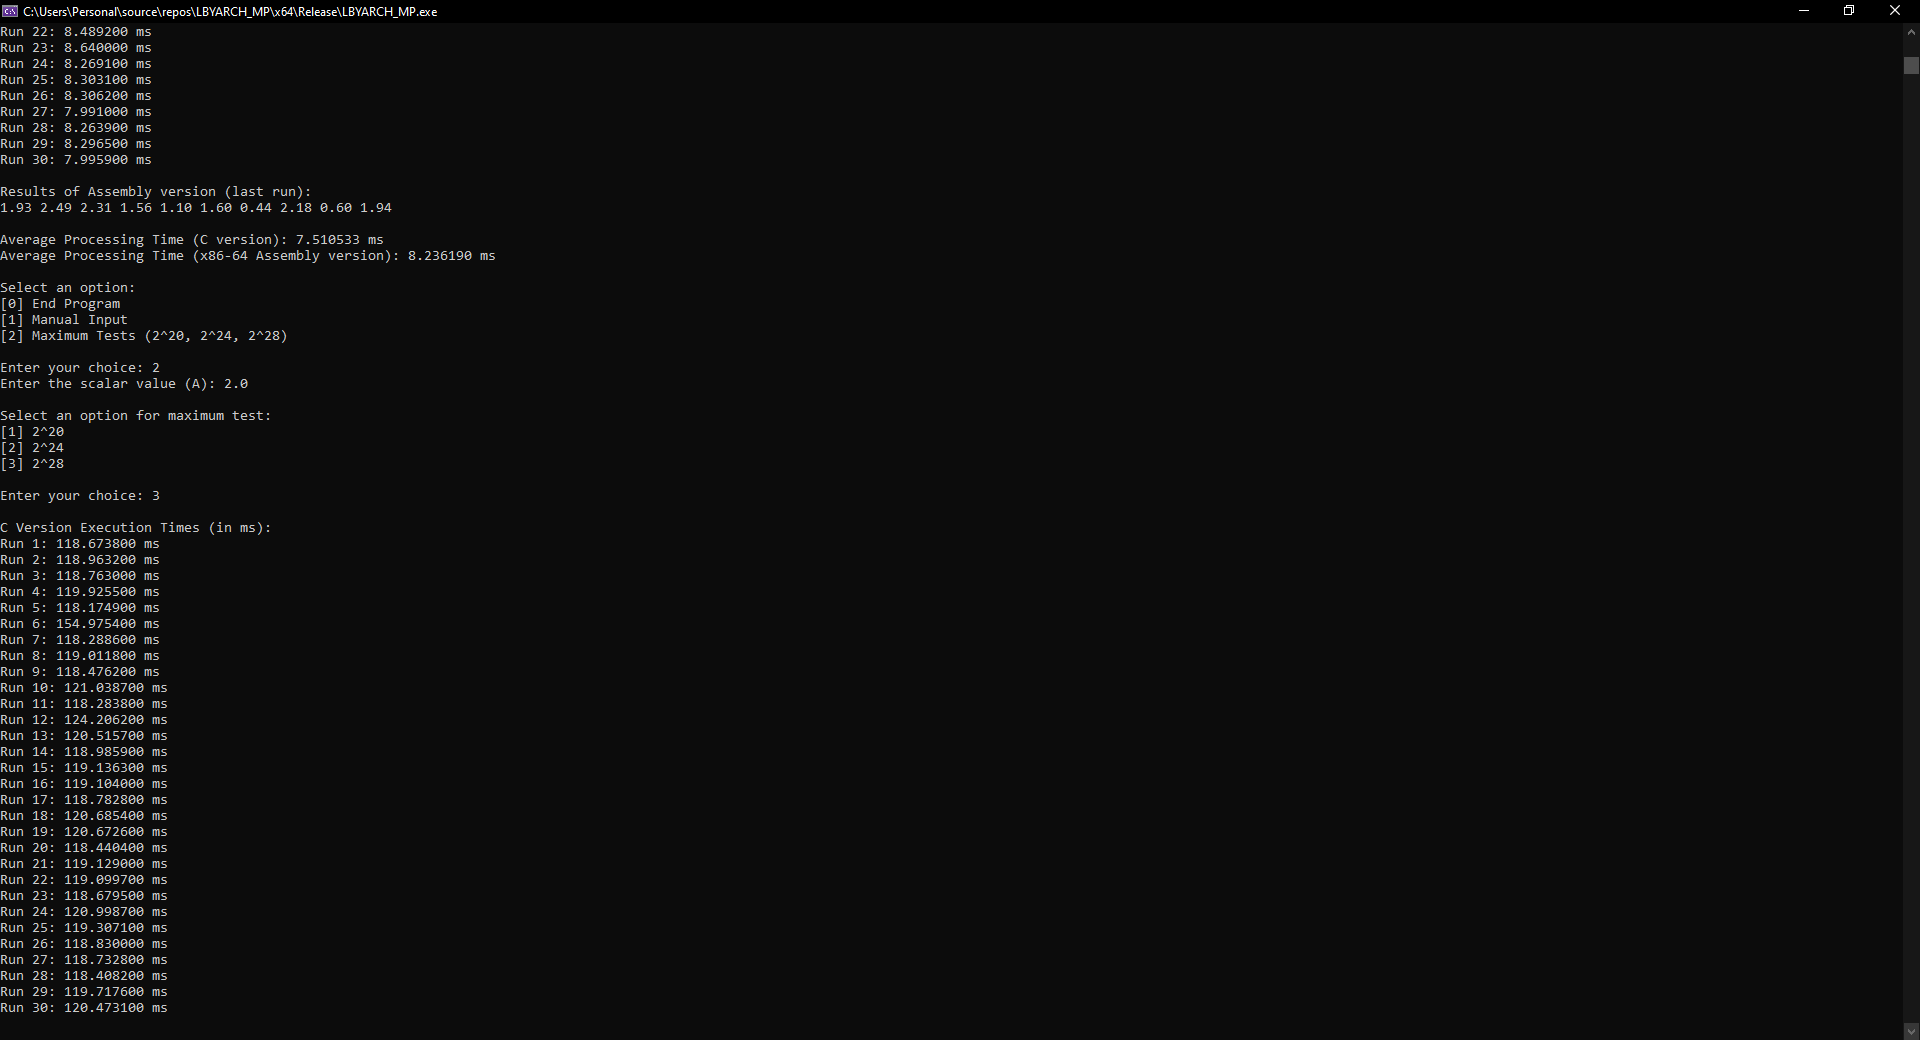 C:\Users\Personal\source\repos\LBYARCH_MP\x64\Release\LBYARCH_MP.exe
Run 22: 8.489200 ms
Run 23: 8.640000 ms
Run 24: 8.269100 ms
Run 25: 8.303100 ms
Run 26: 8.306200 ms
Run 27: 7.991000 ms
Run 28: 8.263900 ms
Run 29: 8.296500 ms
Run 30: 7.995900 ms
Results of Assembly version (last run):
1.93 2.49 2.31 1.56 1.10 1.60 0.44 2.18 0.60 1.94
Average Processing Time (C version): 7.510533 ms
Average Processing Time (x86-64 Assembly version): 8.236190 ms
Select an option:
[0] End Program
[1] Manual Input
[2] Maximum Tests (2^20, 2^24, 2^28)
Enter your choice: 2
Enter the scalar value (A): 2.0
Select an option for maximum test:
[1] 2^20
[2] 2^24
[3] 2^28
Enter your choice: 3
C Version Execution Times (in ms):
Run 1: 118.673800 ms
Run 2: 118.963200 ms
Run 3: 118.763000 ms
Run 4: 119.925500 ms
Run 5: 118.174900 ms
Run 6: 154.975400 ms
Run 7: 118.288600 ms
Run 8: 119.011800 ms
Run 9: 118.476200 ms
Run 10: 121.038700 ms
Run 11: 118.283800 ms
Run 12: 124.206200 ms
Run 13: 120.515700 ms
Run 14: 118.985900 ms
Run 15: 119.136300 ms
Run 16: 119.104000 ms
Run 17: 118.782800 ms
Run 18: 120.685400 ms
Run 19: 120.672600 ms
Run 20: 118.440400 ms
Run 21: 119.129000 ms
Run 22: 119.099700 ms
Run 23: 118.679500 ms
Run 24: 120.998700 ms
Run 25: 119.307100 ms
Run 26: 118.830000 ms
Run 27: 118.732800 ms
Run 28: 118.408200 ms
Run 29: 119.717600 ms
Run 30: 120.473100 ms